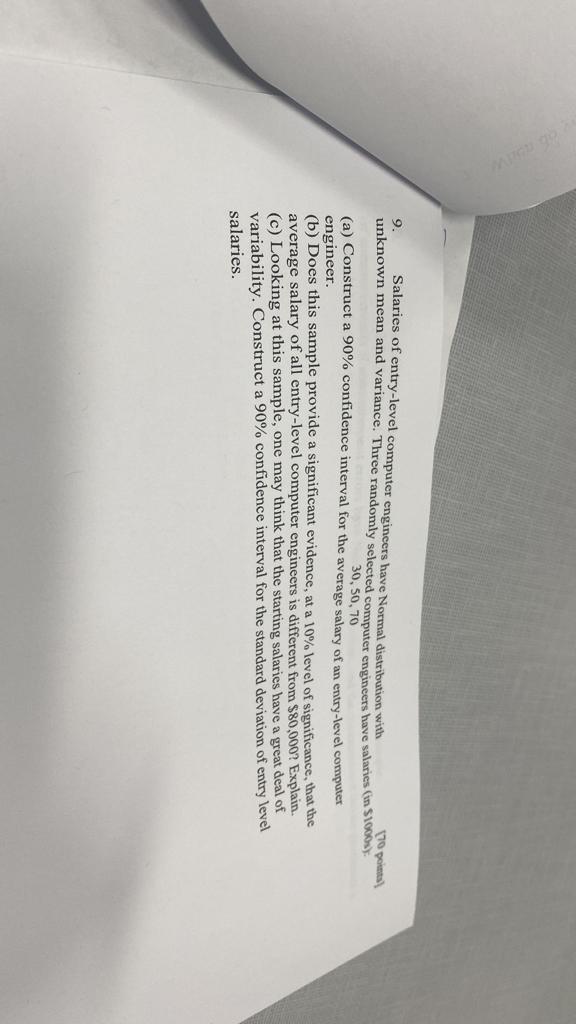 9. Salaries of entry-level computer engineers have Normal distribution with [70 points]
unknown mean and variance. Three randomly selected computer engineers have salaries (in $1000s):
30, 50, 70
(a) Construct a 90% confidence interval for the average salary of an entry-level computer
engineer.
(b) Does this sample provide a significant evidence, at a 10% level of significance, that the
average salary of all entry-level computer engineers is different from $80,000? Explain.
(c) Looking at this sample, one may think that the starting salaries have a great deal of
variability. Construct a 90% confidence interval for the standard deviation of entry level
salaries.